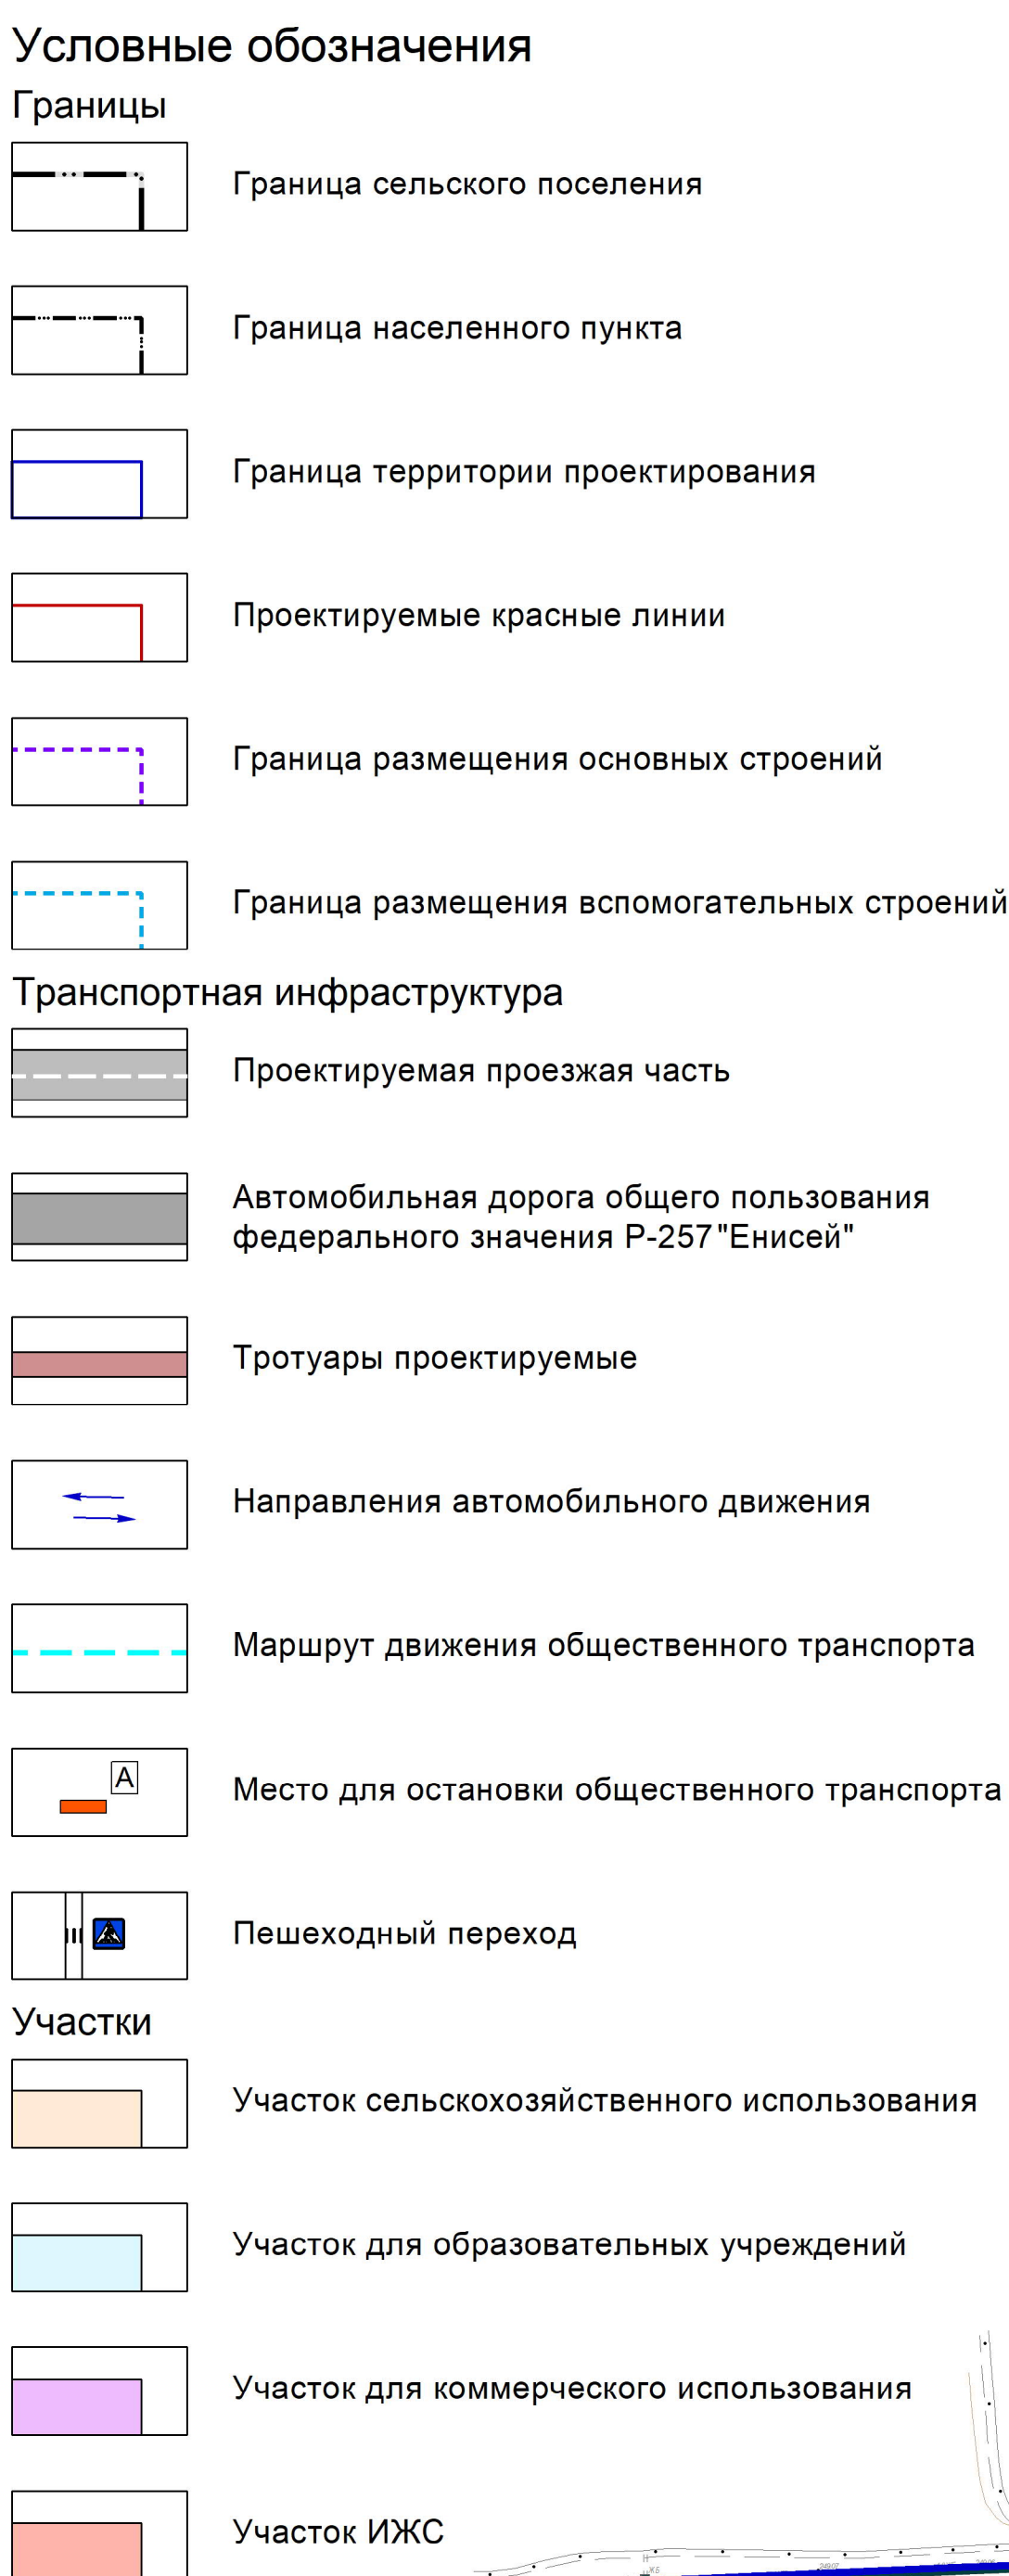 Условные обозначения
Границы
Граница сельского поселения
Граница населенного пункта
Граница территории проектирования
Проектируемые красные линии
Граница размещения основных строений
Граница размещения вспомогательных строений
Транспортная инфраструктура
Проектируемая проезжая часть
Автомобильная дорога общего пользования
федерального значения Р-257"Енисей"
Тротуары проектируемые
Направления автомобильного движения
Маршрут движения общественного транспорта
А
Место для остановки общественного транспорта
Пешеходный переход
Участки
Участок сельскохозяйственного использования
Участок для образовательных учреждений
Участок для коммерческого использования
Участок ИЖС